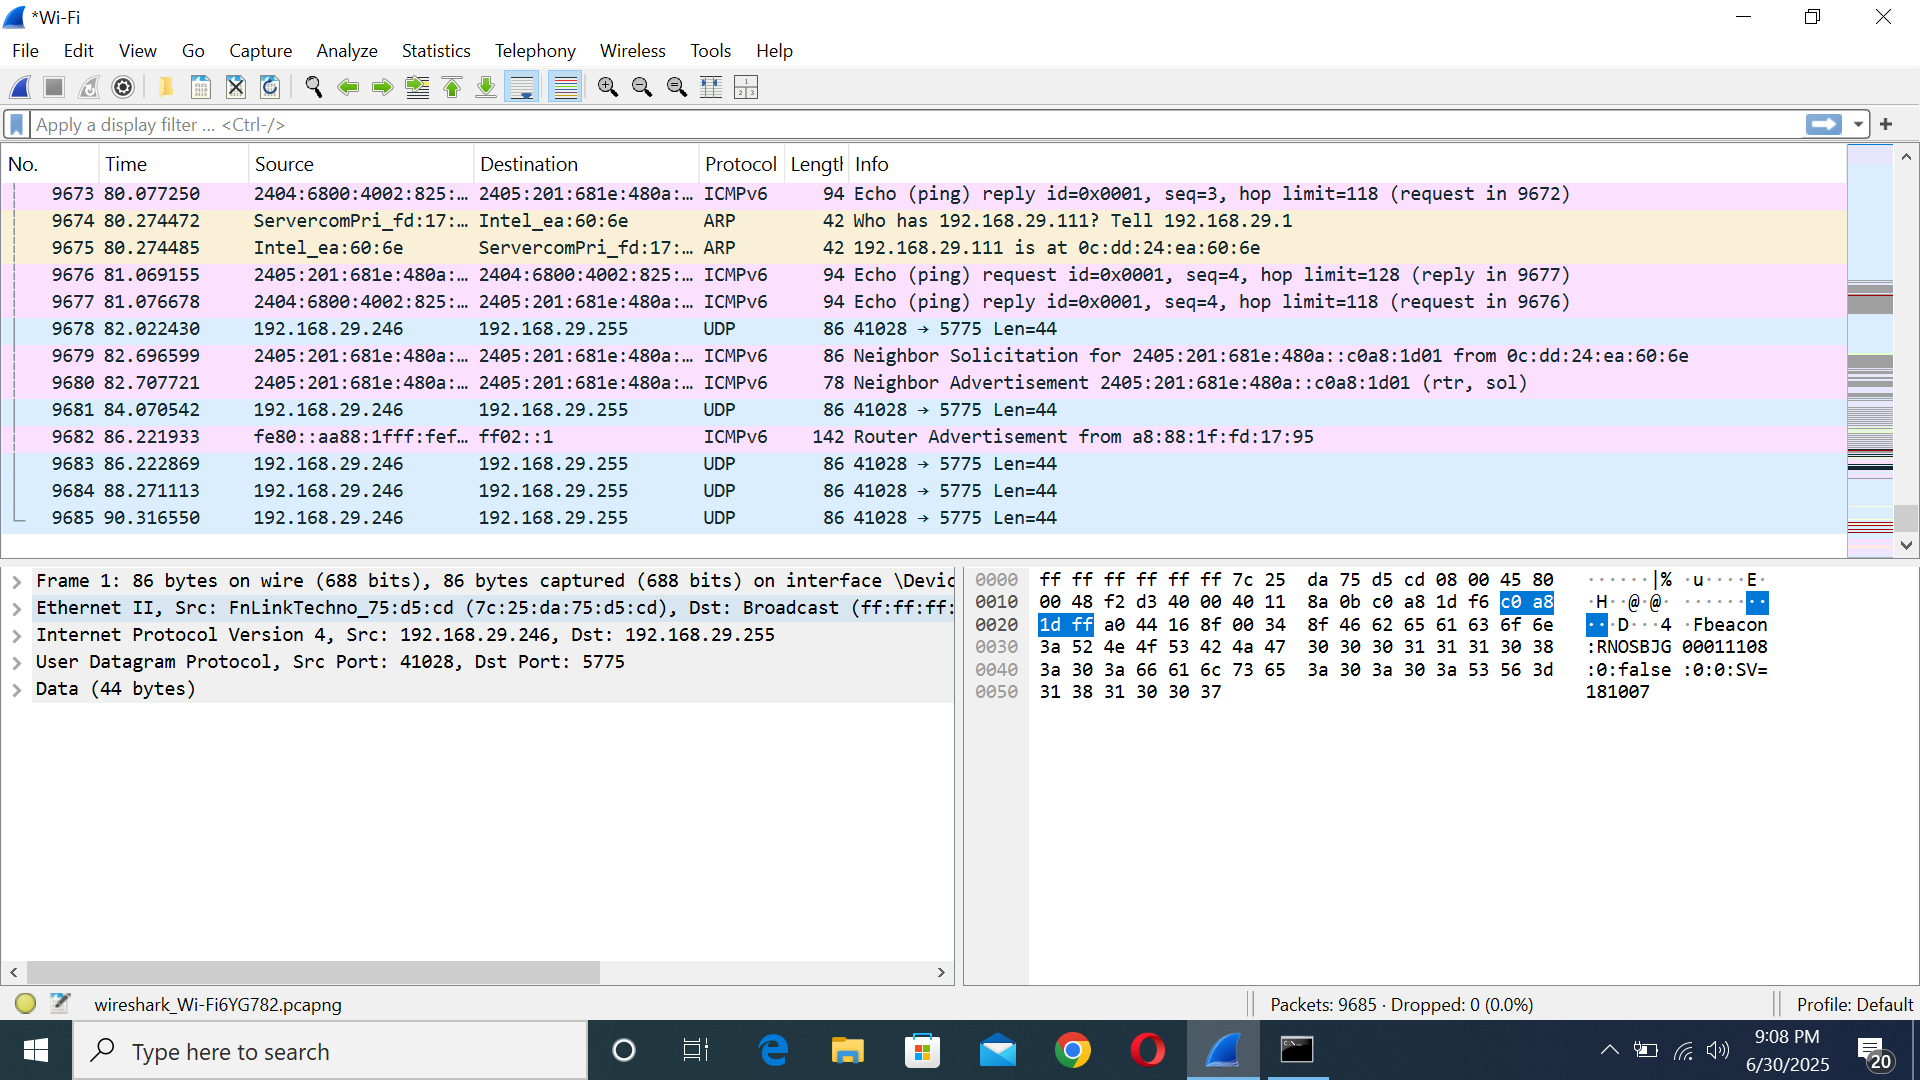 *Wi-Fi
File Edit View Go Capture Analyze Statistics Telephony Wireless Tools Help
Apply a display filter ... <Ctrl-/>
No. Time Source Destination Protocol Length Info
9673 80.077250 2404:6800:4002:825:… 2405:201:681e:480a:… ICMPv6 94 Echo (ping) reply id=0x0001, seq=3, hop limit=118 (request in 9672)
9674 80.274472 ServercomPri_fd:17:… Intel_ea:60:6e ARP 42 Who has 192.168.29.111? Tell 192.168.29.1
9675 80.274485 Intel_ea:60:6e ServercomPri_fd:17:… ARP 42 192.168.29.111 is at 0c:dd:24:ea:60:6e
9676 81.069155 2405:201:681e:480a:… 2404:6800:4002:825:… ICMPv6 94 Echo (ping) request id=0x0001, seq=4, hop limit=128 (reply in 9677)
9677 81.076678 2404:6800:4002:825:… 2405:201:681e:480a:… ICMPv6 94 Echo (ping) reply id=0x0001, seq=4, hop limit=118 (request in 9676)
9678 82.022430 192.168.29.246 192.168.29.255 UDP 86 41028 → 5775 Len=44
9679 82.696599 2405:201:681e:480a:… 2405:201:681e:480a:… ICMPv6 86 Neighbor Solicitation for 2405:201:681e:480a::c0a8:1d01 from 0c:dd:24:ea:60:6e
9680 82.707721 2405:201:681e:480a:… 2405:201:681e:480a:… ICMPv6 78 Neighbor Advertisement 2405:201:681e:480a::c0a8:1d01 (rtr, sol)
9681 84.070542 192.168.29.246 192.168.29.255 UDP 86 41028 → 5775 Len=44
9682 86.221933 fe80::aa88:1fff:fef… ff02::1 ICMPv6 142 Router Advertisement from a8:88:1f:fd:17:95
9683 86.222869 192.168.29.246 192.168.29.255 UDP 86 41028 → 5775 Len=44
9684 88.271113 192.168.29.246 192.168.29.255 UDP 86 41028 → 5775 Len=44
9685 90.316550 192.168.29.246 192.168.29.255 UDP 86 41028 → 5775 Len=44
Frame 1: 86 bytes on wire (688 bits), 86 bytes captured (688 bits) on interface \Devic
Ethernet II, Src: FnLinkTechno_75:d5:cd (7c:25:da:75:d5:cd), Dst: Broadcast (ff:ff:ff:
Internet Protocol Version 4, Src: 192.168.29.246, Dst: 192.168.29.255
User Datagram Protocol, Src Port: 41028, Dst Port: 5775
Data (44 bytes)
0000 ff ff ff ff ff ff 7c 25 da 75 d5 cd 08 00 45 80 ······|% ·u····E·
0010 00 48 f2 d3 40 00 40 11 8a 0b c0 a8 1d f6 c0 a8 ·H··@·@· ········
0020 1d ff a0 44 16 8f 00 34 8f 46 62 65 61 63 6f 6e ···D···4 ·Fbeacon
0030 3a 52 4e 4f 53 42 4a 47 30 30 30 31 31 31 30 38 :RNOSBJG 00011108
0040 3a 30 3a 66 61 6c 73 65 3a 30 3a 30 3a 53 56 3d :0:false :0:0:SV=
0050 31 38 31 30 30 37 181007
wireshark_Wi-Fi6YG782.pcapng
Packets: 9685 · Dropped: 0 (0.0%)
Profile: Default
Type here to search
9:08 PM
6/30/2025
20